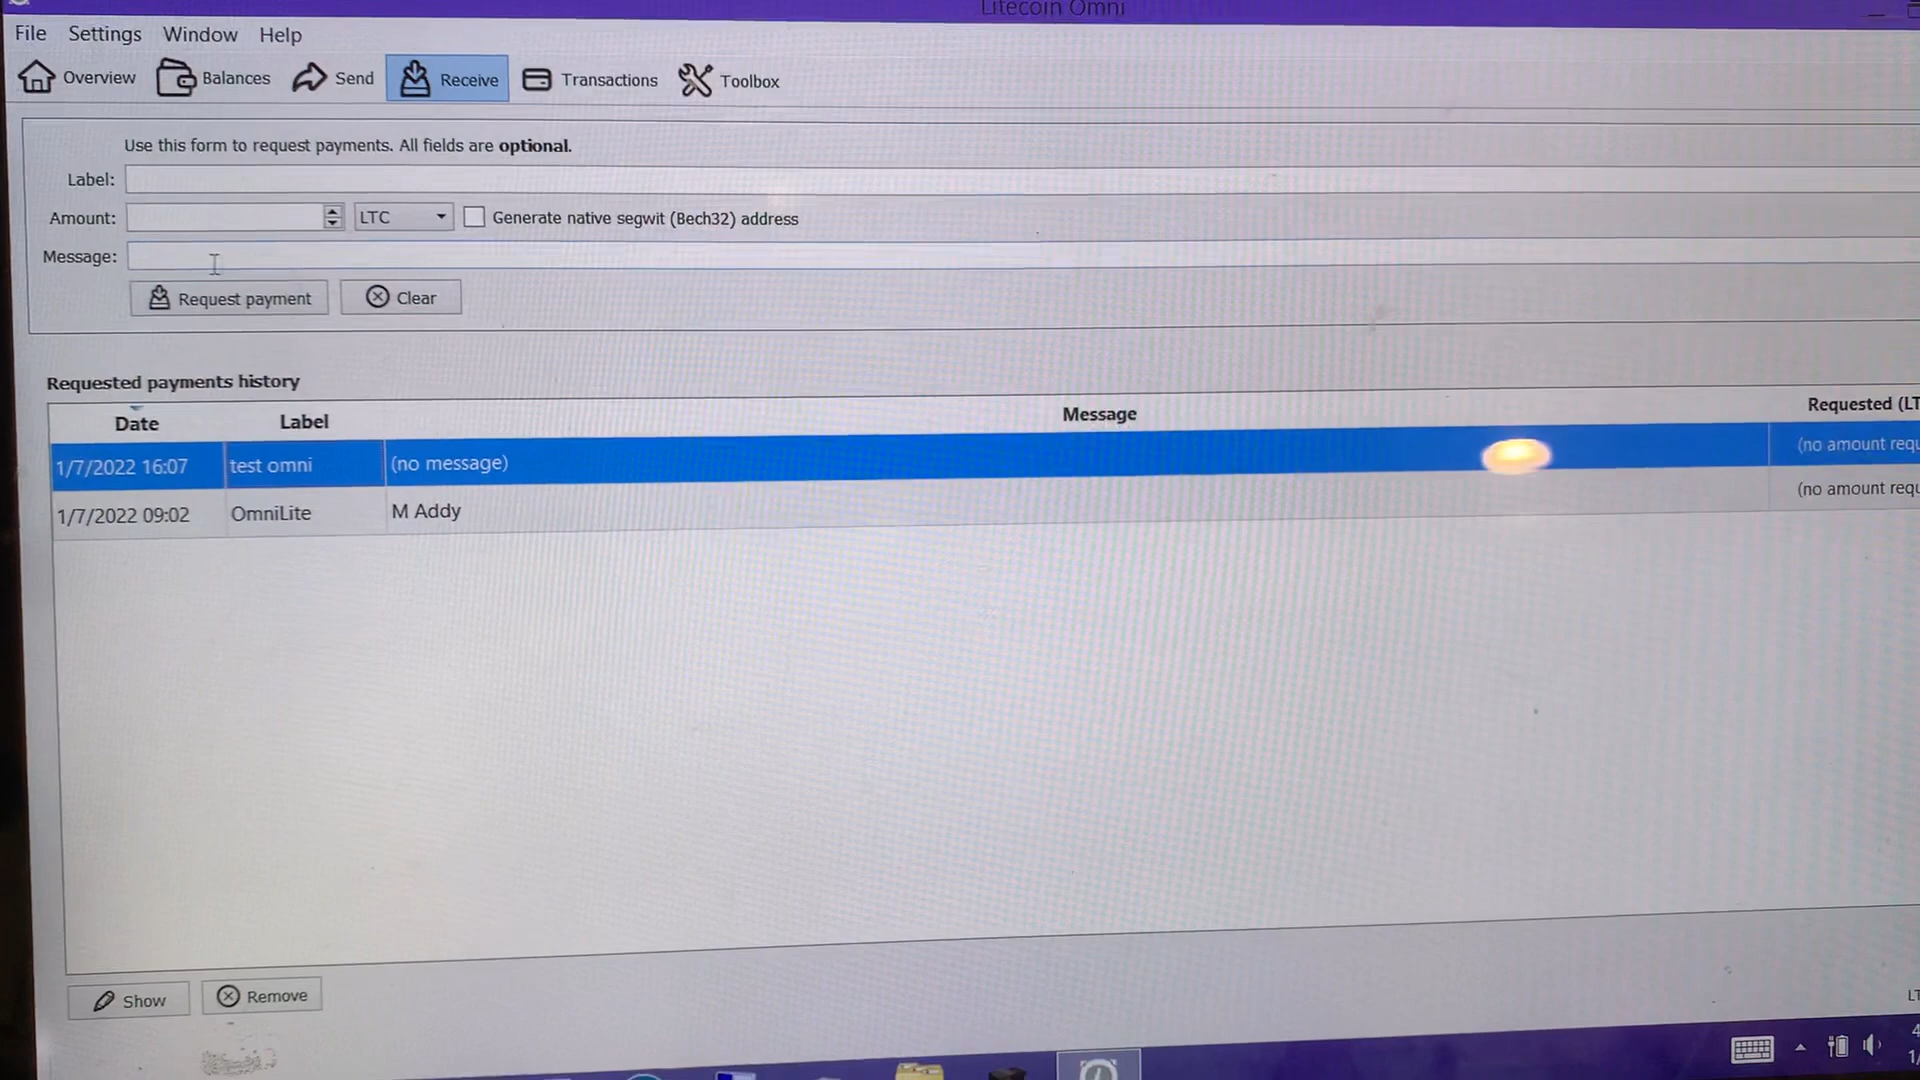 Litecoin Omni
File Settings Window Help
Overview Balances Send Receive Transactions Toolbox
Use this form to request payments. All fields are optional.
Label:
Amount: LTC Generate native segwit (Bech32) address
Message:
Request payment Clear
Requested payments history
Date Label Message Requested (LT
1/7/2022 16:07 test omni (no message) (no amount requ
1/7/2022 09:02 OmniLite M Addy (no amount requ
Show Remove
LT
4
1/